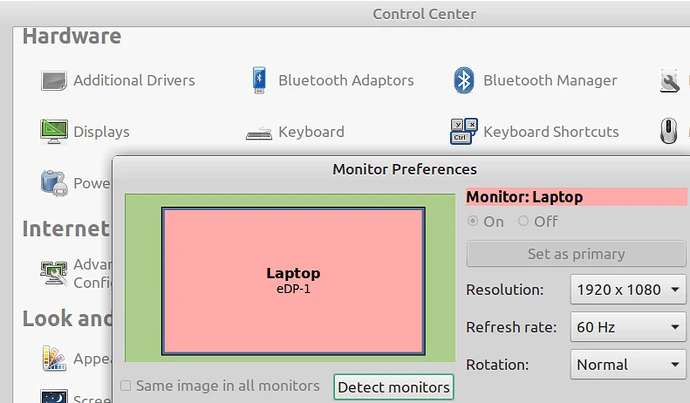 Control Center
Hardware
Additional Drivers
Bluetooth Adaptors
Bluetooth Manager
Displays
Keyboard
x y
Ctrl
Keyboard Shortcuts
Monitor Preferences
Monitor: Laptop
On
Off
Set as primary
Laptop
eDP-1
Resolution:
1920 x 1080
Refresh rate:
60 Hz
Rotation:
Normal
Same image in all monitors
Detect monitors
Internet